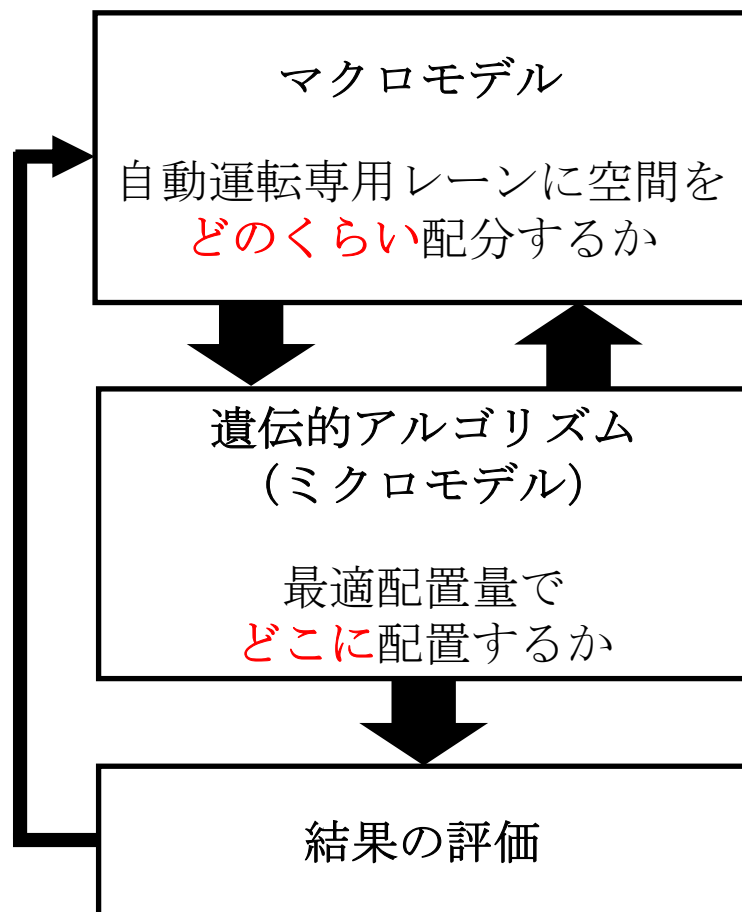 マクロモデル
自動運転専用レーンに空間を
どのくらい配分するか
遺伝的アルゴリズム
(ミクロモデル)
最適配置量で
どこに配置するか
結果の評価